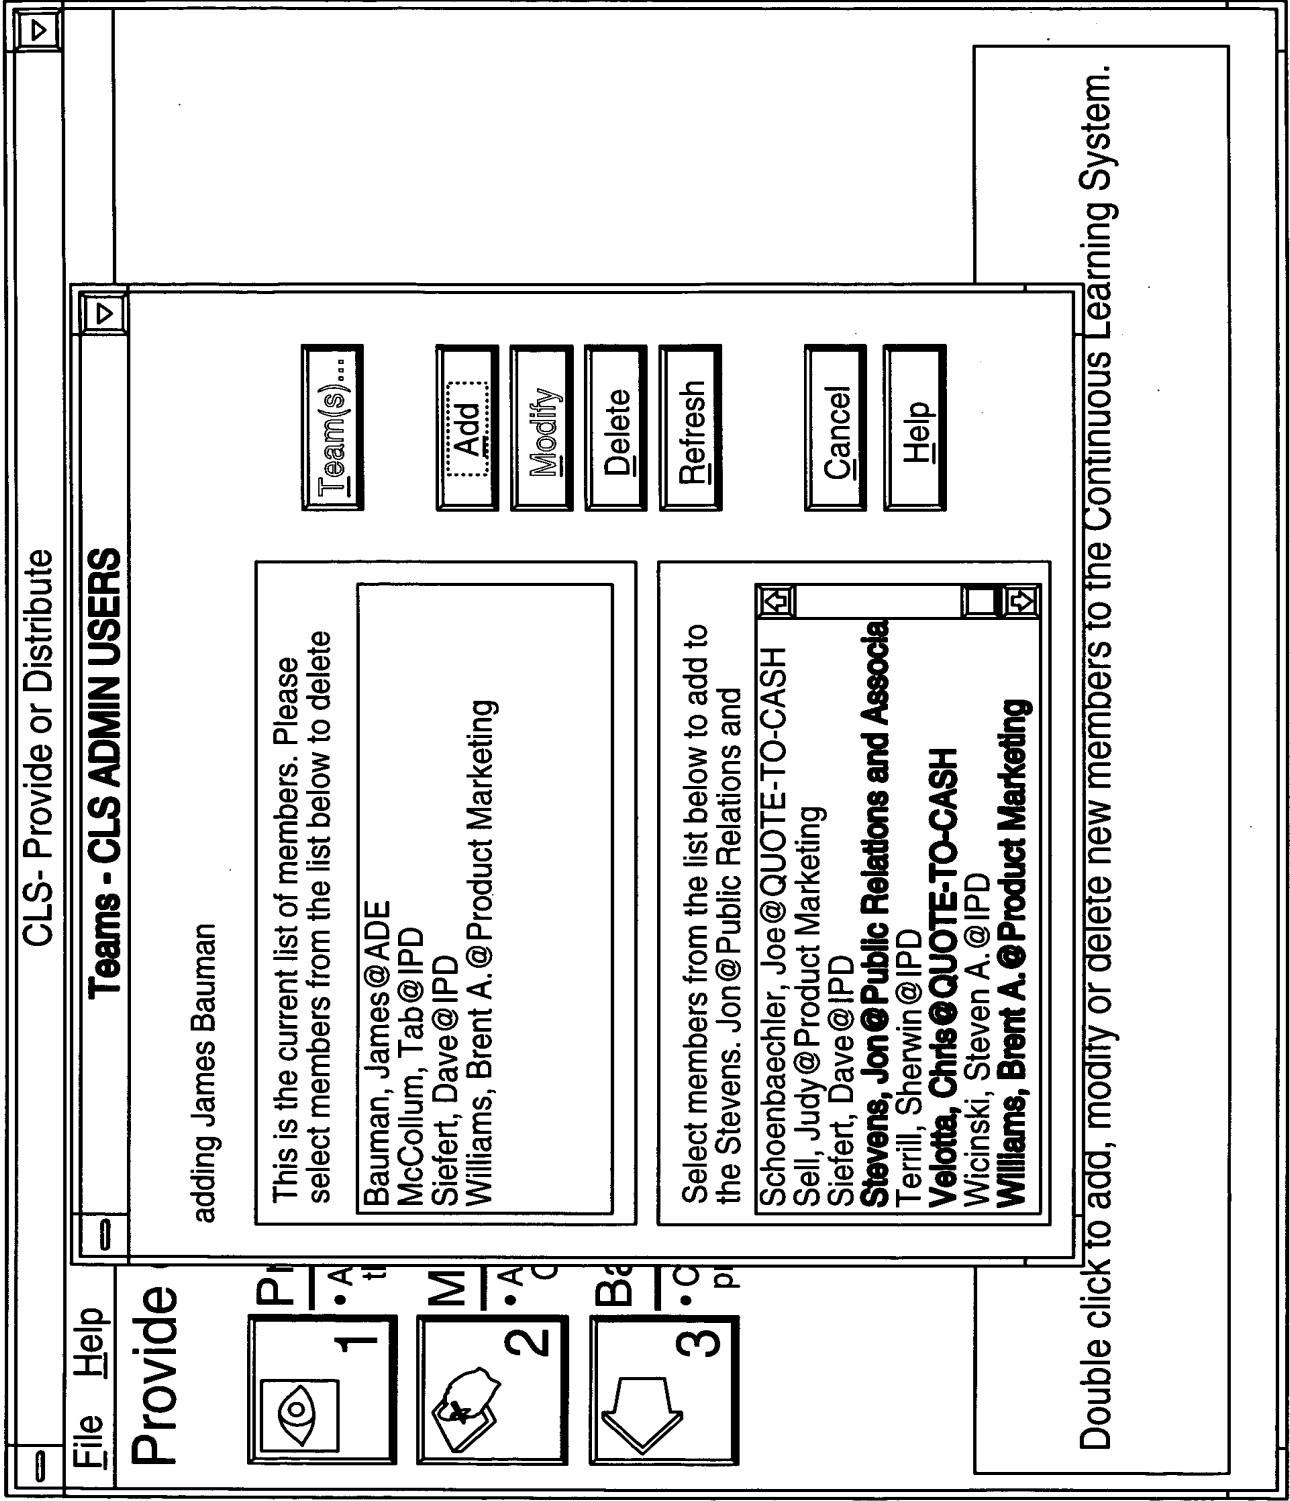 CLS- Provide or Distribute
File Help
Provide
Teams - CLS ADMIN USERS
adding James Bauman
This is the current list of members. Please
select members from the list below to delete
Bauman, James@ADE
McCollum, Tab@IPD
Siefert, Dave@IPD
Williams, Brent A.@Product Marketing
Select members from the list below to add to
the Stevens. Jon@Public Relations and
Schoenbaechler, Joe@QUOTE-TO-CASH
Sell, Judy@Product Marketing
Siefert, Dave@IPD
Stevens, Jon@Public Relations and Associa
Terrill, Sherwin@IPD
Velotta, Chris@QUOTE-TO-CASH
Wicinski, Steven A.@IPD
Williams, Brent A.@Product Marketing
Team(s)...
Add
Modify
Delete
Refresh
Cancel
Help
1
2
3
Double click to add, modify or delete new members to the Continuous Learning System.